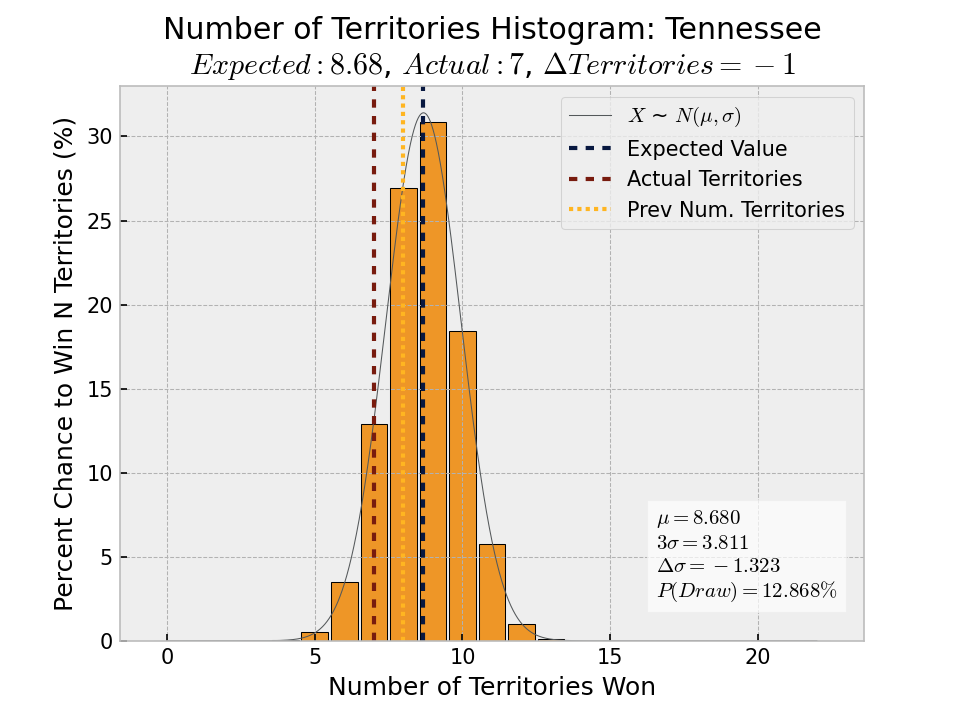 Number of Territories Histogram: Tennessee
Expected: 8.68, Actual: 7, ΔTerritories = −1
Percent Chance to Win N Territories (%)
30
25
20
15
10
5
0
X ~ N(μ, σ)
Expected Value
Actual Territories
Prev Num. Territories
μ = 8.680
3σ = 3.811
Δσ = −1.323
P(Draw) = 12.868%
0 5 10 15 20
Number of Territories Won